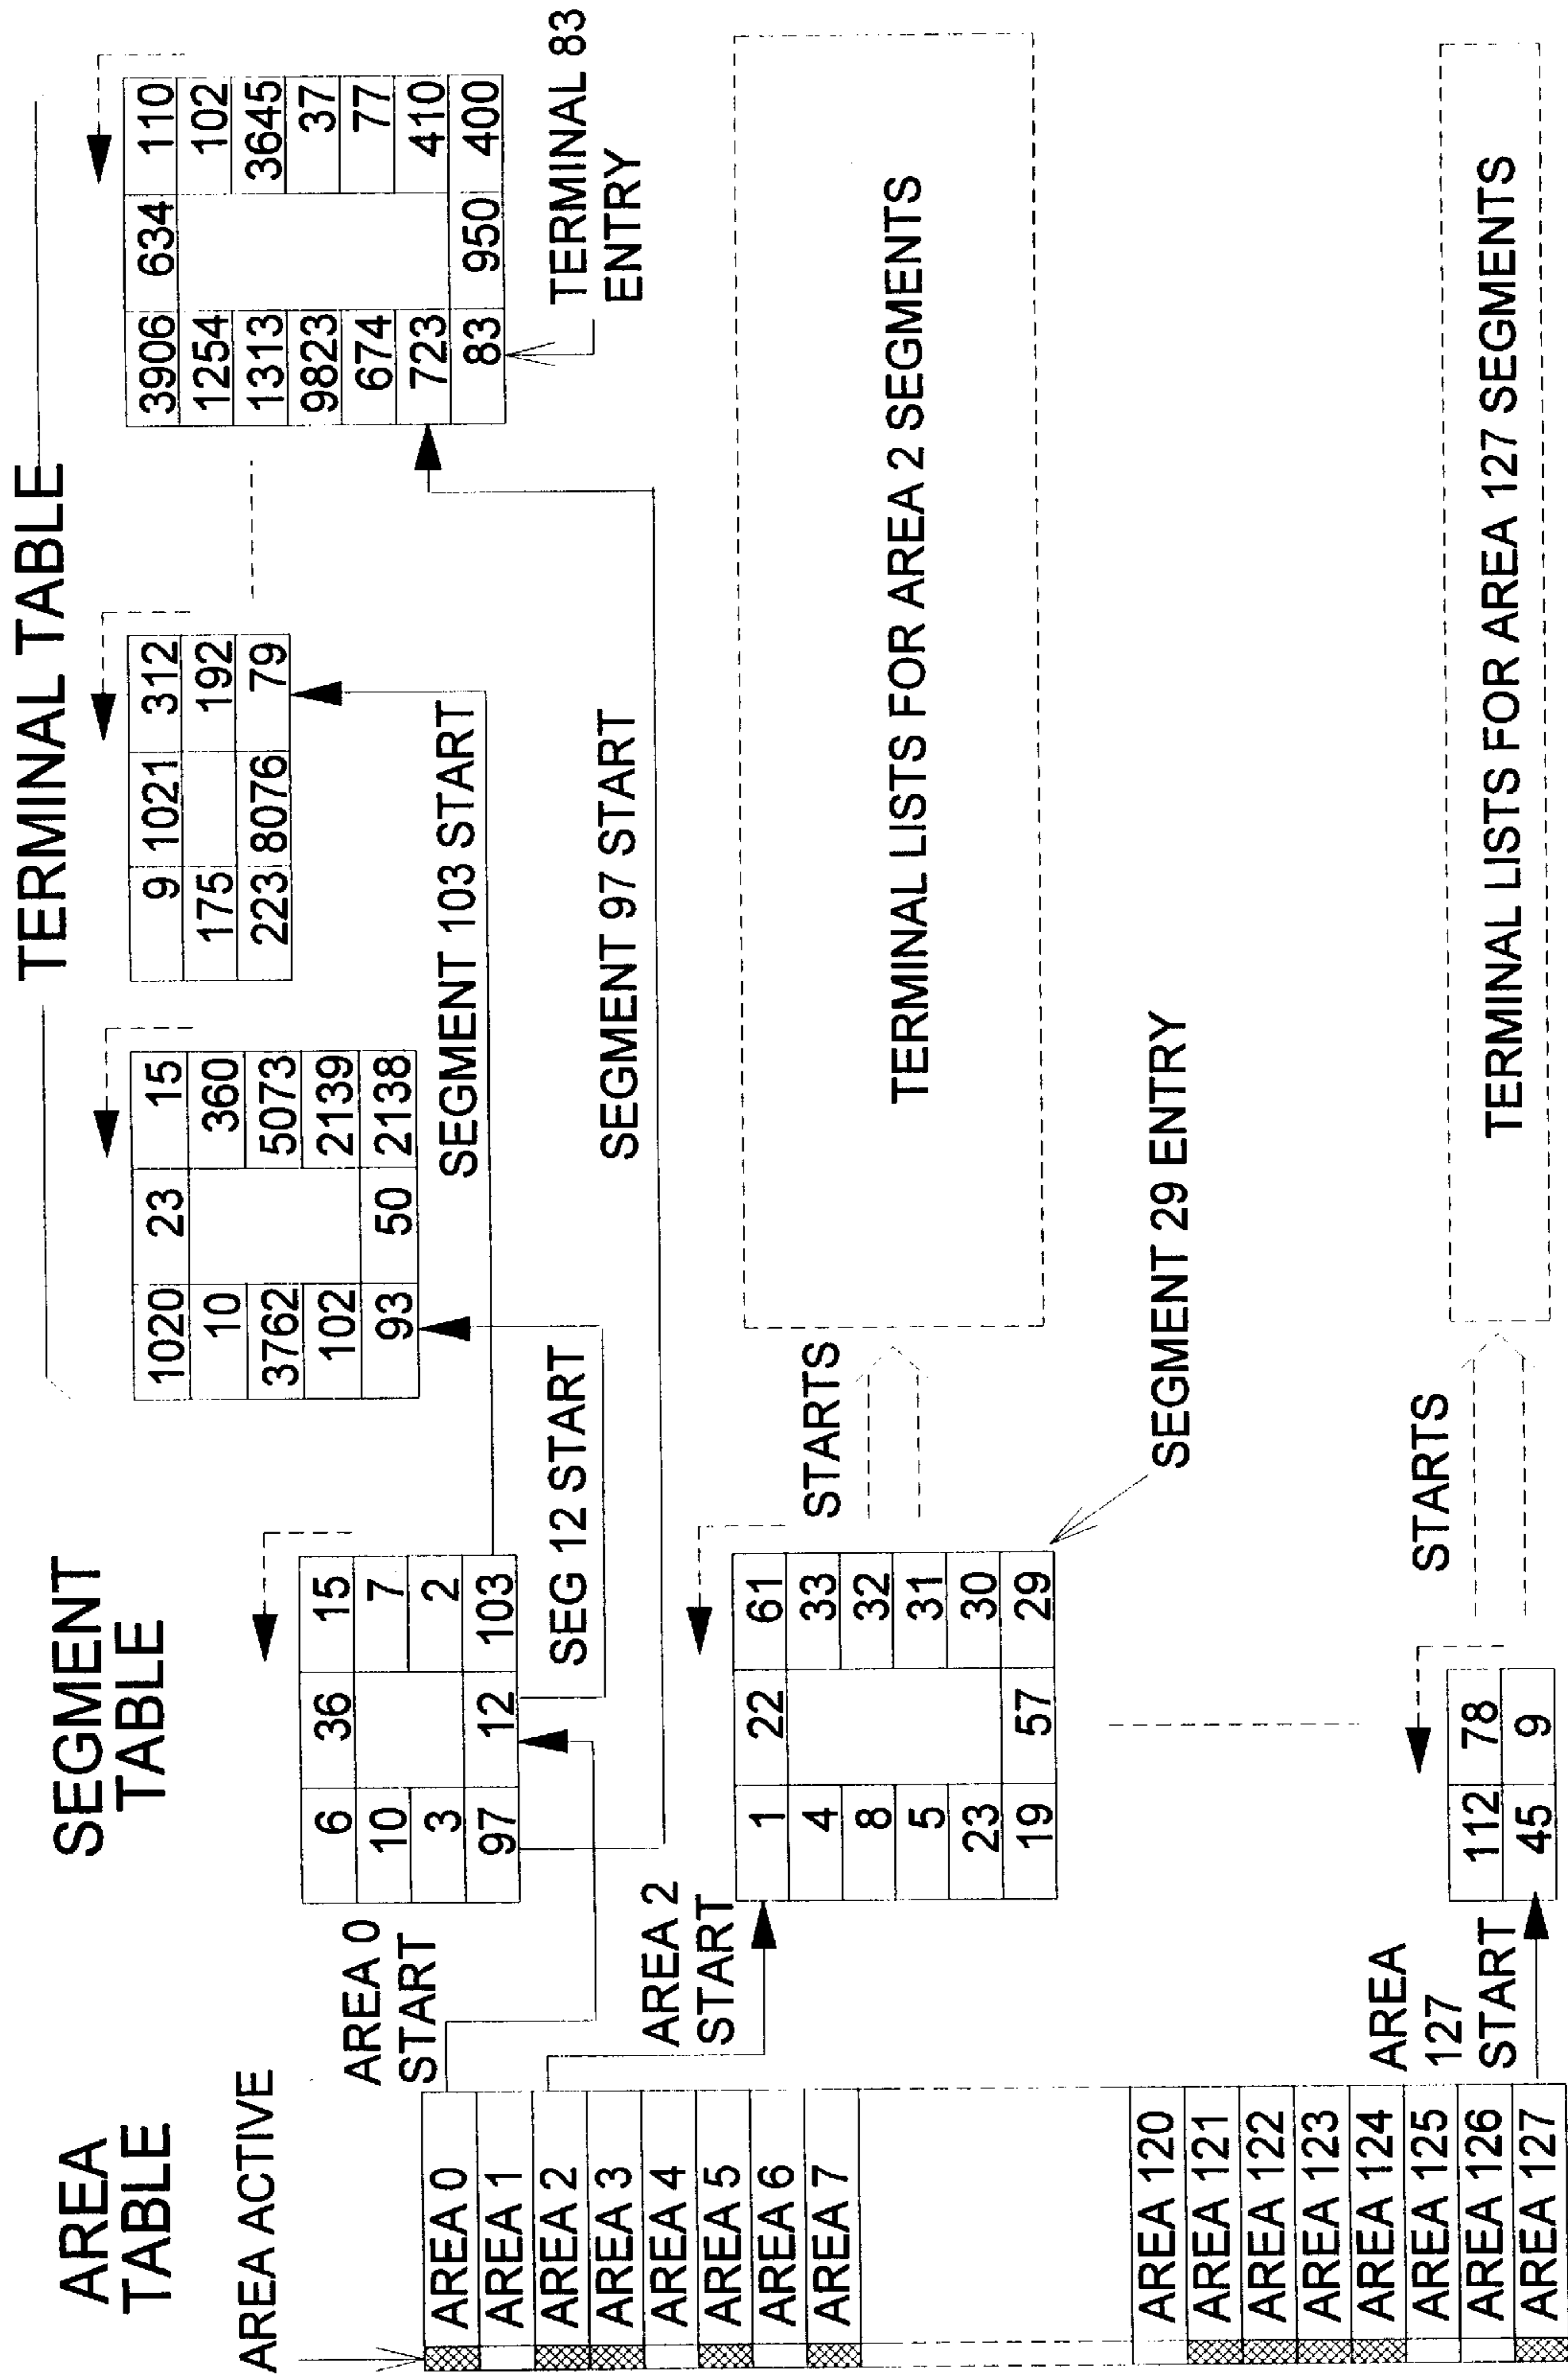 AREA
TABLE
AREA ACTIVE
AREA 0
AREA 1
AREA 2
AREA 3
AREA 4
AREA 5
AREA 6
AREA 7
AREA 120
AREA 121
AREA 122
AREA 123
AREA 124
AREA 125
AREA 126
AREA 127
SEGMENT
TABLE
AREA 0
START
6 36 15
10 7
3 2
97 12 103
SEG 12 START
SEGMENT 103 START
SEGMENT 97 START
AREA 2
START
1 22 61
4 33
8 32
5 31
23 30
19 57 29
STARTS
SEGMENT 29 ENTRY
AREA
127
START
112 78
45 9
STARTS
TERMINAL TABLE
1020 23 15
10 360
3762 5073
102 2139
93 50 2138
9 1021 312
175 192
223 8076 79
3906 634 110
1254 102
1313 3645
9823 37
674 77
723 410
83 950 400
TERMINAL 83
ENTRY
TERMINAL LISTS FOR AREA 2 SEGMENTS
TERMINAL LISTS FOR AREA 127 SEGMENTS